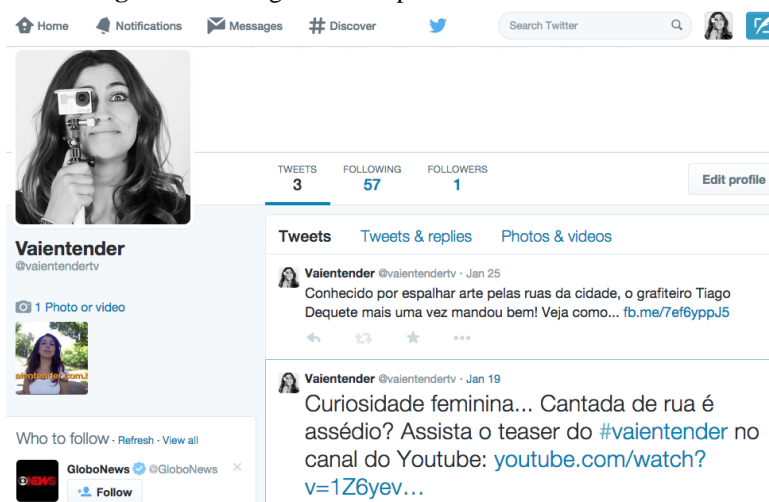 Home Notifications Messages # Discover Search Twitter
TWEETS FOLLOWING FOLLOWERS
3 57 1
Edit profile
Vaientender
@vaientendertv
1 Photo or video
Who to follow · Refresh · View all
GloboNews @GloboNews ×
Follow
Tweets Tweets & replies Photos & videos
Vaientender @vaientendertv · Jan 25
Conhecido por espalhar arte pelas ruas da cidade, o grafiteiro Tiago
Dequete mais uma vez mandou bem! Veja como... fb.me/7ef6yppJ5
Vaientender @vaientendertv · Jan 19
Curiosidade feminina... Cantada de rua é
assédio? Assista o teaser do #vaientender no
canal do Youtube: youtube.com/watch?
v=1Z6yev…